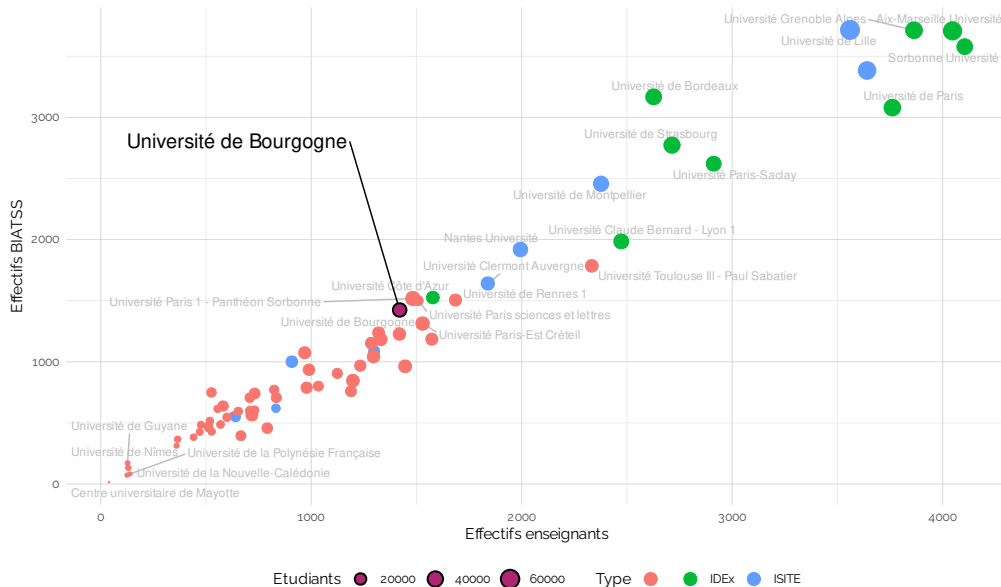 Université Grenoble Alpes
Aix-Marseille Université
Université de Lille
Sorbonne Université
Université de Bordeaux
Université de Paris
Université de Strasbourg
Université de Bourgogne
Université Paris-Saclay
Université de Montpellier
Université Claude Bernard - Lyon 1
Nantes Université
Université Clermont Auvergne
Université Toulouse III - Paul Sabatier
Université Côte d'Azur
Université de Rennes 1
Université Paris 1 - Panthéon Sorbonne
Université Paris sciences et lettres
Université de Bourgogne
Université Paris-Est Créteil
Université de Guyane
Université de Nîmes
Université de la Polynésie Française
Université de la Nouvelle-Calédonie
Centre universitaire de Mayotte
Effectifs BIATSS
3000
2000
1000
0
0 1000 2000 3000 4000
Effectifs enseignants
Etudiants 20000 40000 60000 Type IDEx ISITE